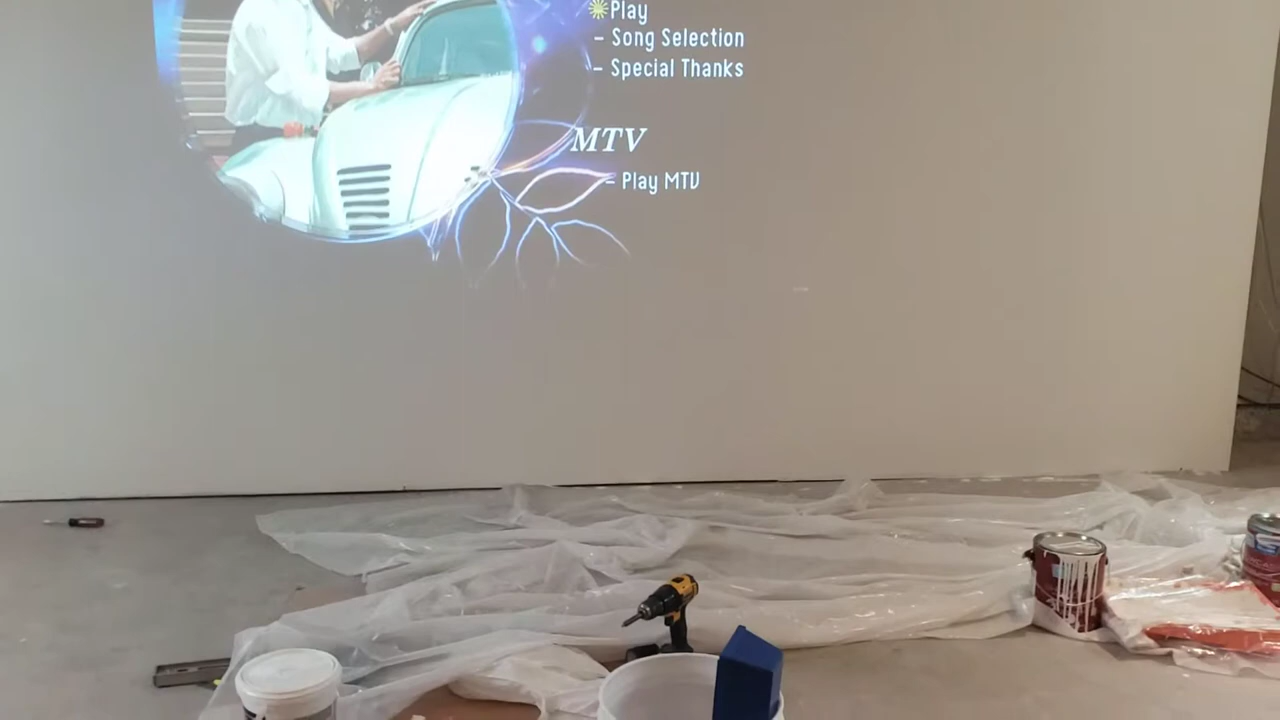 Play
– Song Selection
– Special Thanks
MTV
– Play MTV